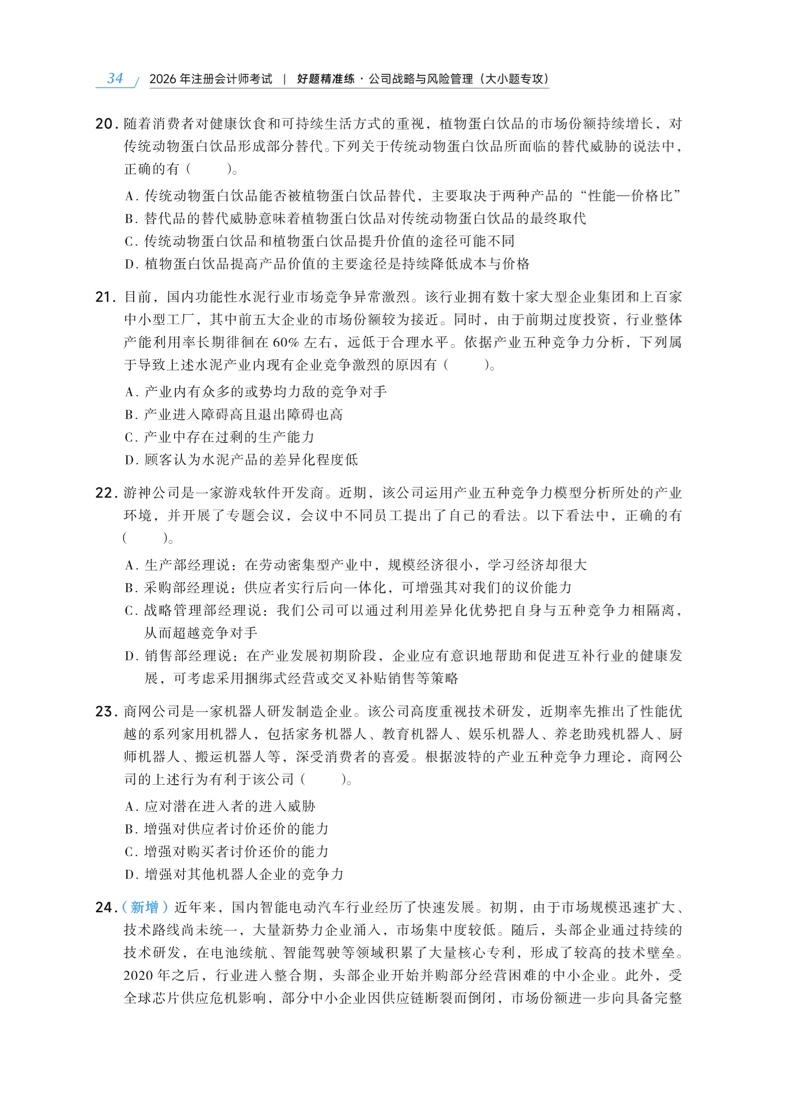 34 2026 年注册会计师考试 | 好题精准练·公司战略与风险管理（大小题专攻）
20. 随着消费者对健康饮食和可持续生活方式的重视，植物蛋白饮品的市场份额持续增长，对
传统动物蛋白饮品形成部分替代。下列关于传统动物蛋白饮品所面临的替代威胁的说法中，
正确的有（　　）。
A. 传统动物蛋白饮品能否被植物蛋白饮品替代，主要取决于两种产品的“性能—价格比”
B. 替代品的替代威胁意味着植物蛋白饮品对传统动物蛋白饮品的最终取代
C. 传统动物蛋白饮品和植物蛋白饮品提升价值的途径可能不同
D. 植物蛋白饮品提高产品价值的主要途径是持续降低成本与价格
21. 目前，国内功能性水泥行业市场竞争异常激烈。该行业拥有数十家大型企业集团和上百家
中小型工厂，其中前五大企业的市场份额较为接近。同时，由于前期过度投资，行业整体
产能利用率长期徘徊在 60% 左右，远低于合理水平。依据产业五种竞争力分析，下列属
于导致上述水泥产业内现有企业竞争激烈的原因有（　　）。
A. 产业内有众多的或势均力敌的竞争对手
B. 产业进入障碍高且退出障碍也高
C. 产业中存在过剩的生产能力
D. 顾客认为水泥产品的差异化程度低
22. 游神公司是一家游戏软件开发商。近期，该公司运用产业五种竞争力模型分析所处的产业
环境，并开展了专题会议，会议中不同员工提出了自己的看法。以下看法中，正确的有
（　　）。
A. 生产部经理说：在劳动密集型产业中，规模经济很小，学习经济却很大
B. 采购部经理说：供应者实行后向一体化，可增强其对我们的议价能力
C. 战略管理部经理说：我们公司可以通过利用差异化优势把自身与五种竞争力相隔离，
从而超越竞争对手
D. 销售部经理说：在产业发展初期阶段，企业应有意识地帮助和促进互补行业的健康发
展，可考虑采用捆绑式经营或交叉补贴销售等策略
23. 商网公司是一家机器人研发制造企业。该公司高度重视技术研发，近期率先推出了性能优
越的系列家用机器人，包括家务机器人、教育机器人、娱乐机器人、养老助残机器人、厨
师机器人、搬运机器人等，深受消费者的喜爱。根据波特的产业五种竞争力理论，商网公
司的上述行为有利于该公司（　　）。
A. 应对潜在进入者的进入威胁
B. 增强对供应者讨价还价的能力
C. 增强对购买者讨价还价的能力
D. 增强对其他机器人企业的竞争力
24.（新增）近年来，国内智能电动汽车行业经历了快速发展。初期，由于市场规模迅速扩大、
技术路线尚未统一，大量新势力企业涌入，市场集中度较低。随后，头部企业通过持续的
技术研发，在电池续航、智能驾驶等领域积累了大量核心专利，形成了较高的技术壁垒。
2020 年之后，行业进入整合期，头部企业开始并购部分经营困难的中小企业。此外，受
全球芯片供应危机影响，部分中小企业因供应链断裂而倒闭，市场份额进一步向具备完整